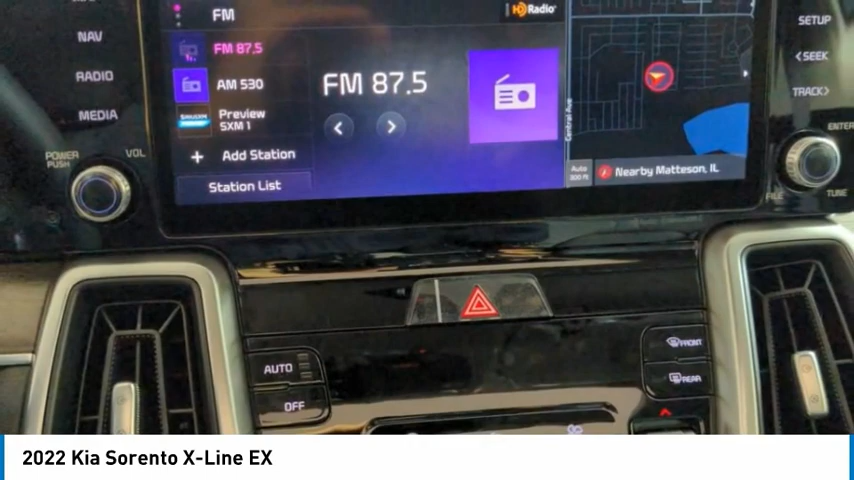 NAV
RADIO
MEDIA
POWER
PUSH
VOL
FM
HD Radio
FM 87.5
AM 530
SiriusXM
Preview
SXM 1
+ Add Station
Station List
FM 87.5
< >
Central Ave
Auto
300 ft
Nearby Matteson, IL
SETUP
<SEEK
TRACK>
ENTER
FILE
TUNE
AUTO
OFF
FRONT
REAR
2022 Kia Sorento X-Line EX